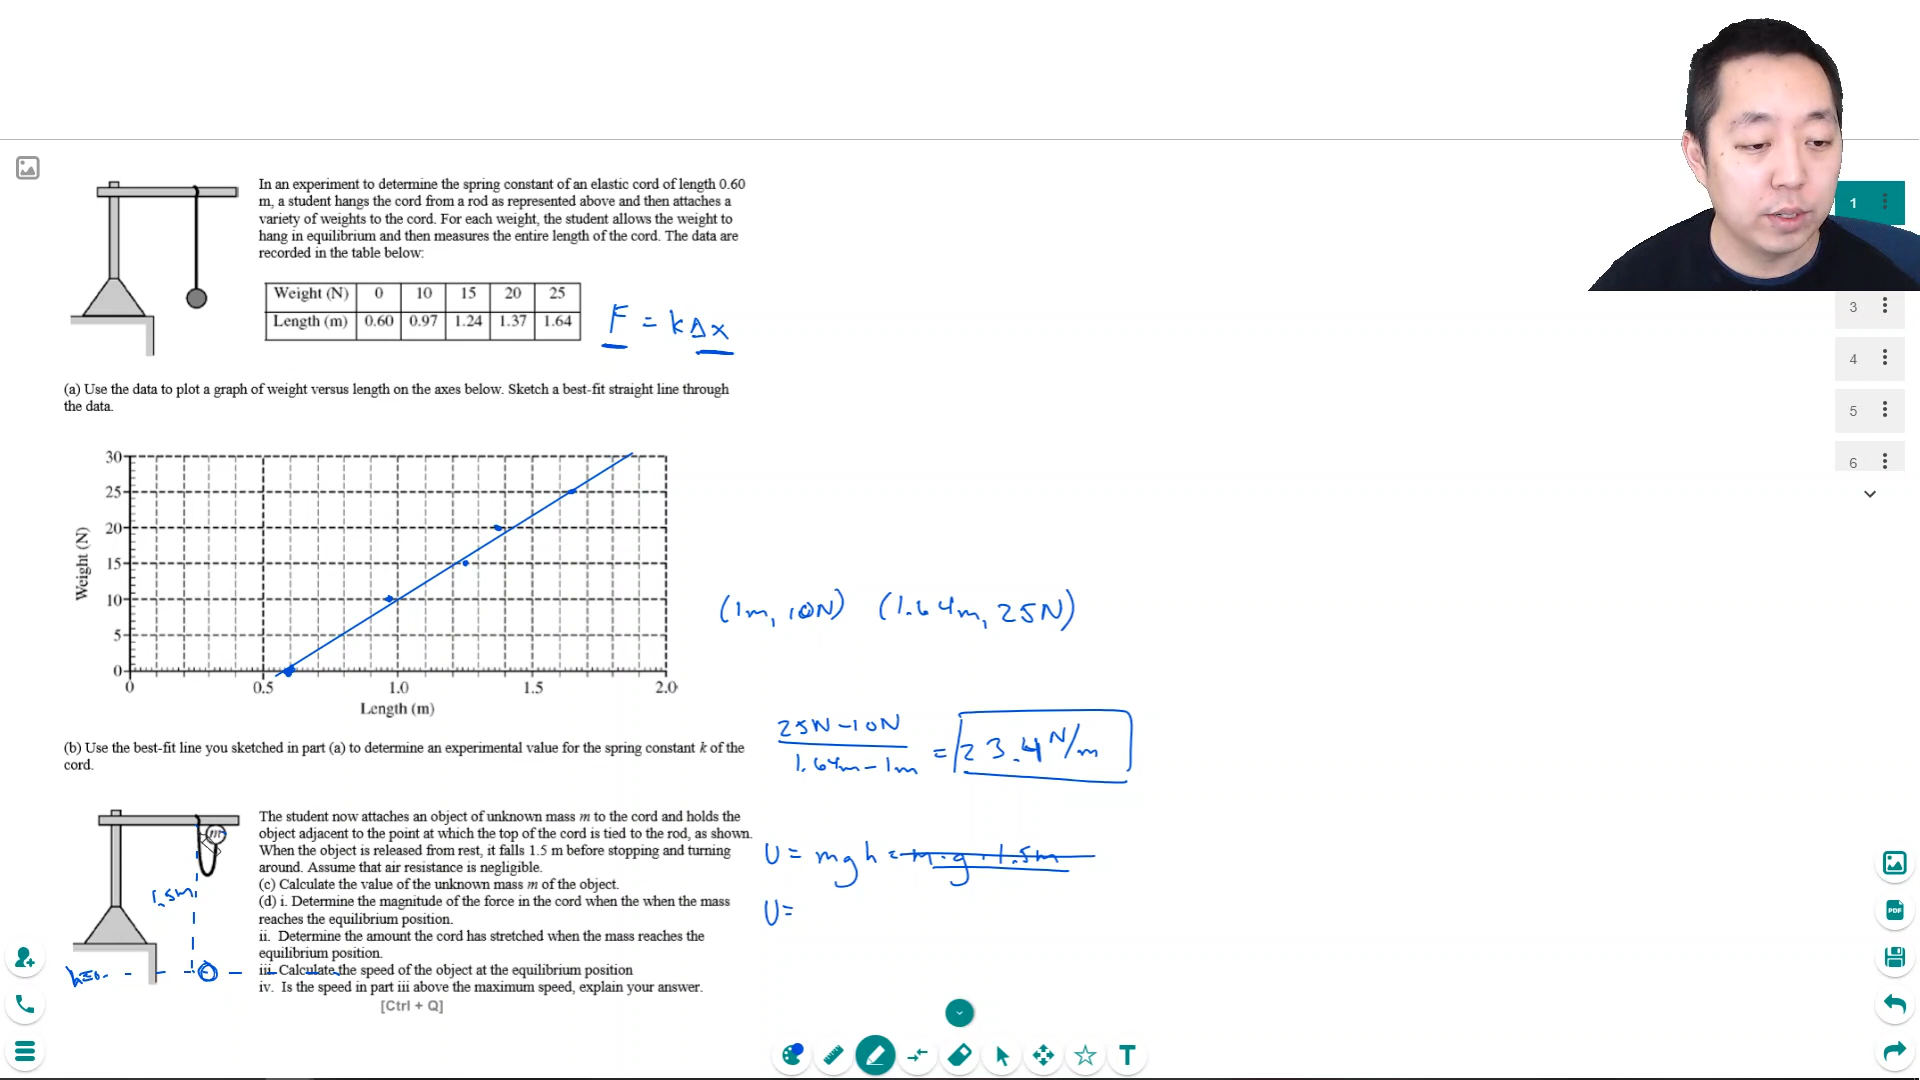 In an experiment to determine the spring constant of an elastic cord of length 0.60
m, a student hangs the cord from a rod as represented above and then attaches a
variety of weights to the cord. For each weight, the student allows the weight to
hang in equilibrium and then measures the entire length of the cord. The data are
recorded in the table below:
Weight (N) 0 10 15 20 25
Length (m) 0.60 0.97 1.24 1.37 1.64
F = kΔx
(a) Use the data to plot a graph of weight versus length on the axes below. Sketch a best-fit straight line through
the data.
30
25
20
15
10
5
0
Weight (N)
0 0.5 1.0 1.5 2.0
Length (m)
(1m, 10N) (1.64m, 25N)
(b) Use the best-fit line you sketched in part (a) to determine an experimental value for the spring constant k of the
cord.
25N - 10N
1.64m - 1m
= 23.4 N/m
The student now attaches an object of unknown mass m to the cord and holds the
object adjacent to the point at which the top of the cord is tied to the rod, as shown.
When the object is released from rest, it falls 1.5 m before stopping and turning
around. Assume that air resistance is negligible.
(c) Calculate the value of the unknown mass m of the object.
(d) i. Determine the magnitude of the force in the cord when the when the mass
reaches the equilibrium position.
ii. Determine the amount the cord has stretched when the mass reaches the
equilibrium position.
iii. Calculate the speed of the object at the equilibrium position
iv. Is the speed in part iii above the maximum speed, explain your answer.
m
1.5m
h=0
U = mgh = m·g·1.5m
U=
[Ctrl + Q]
1
3
4
5
6
PDF
T